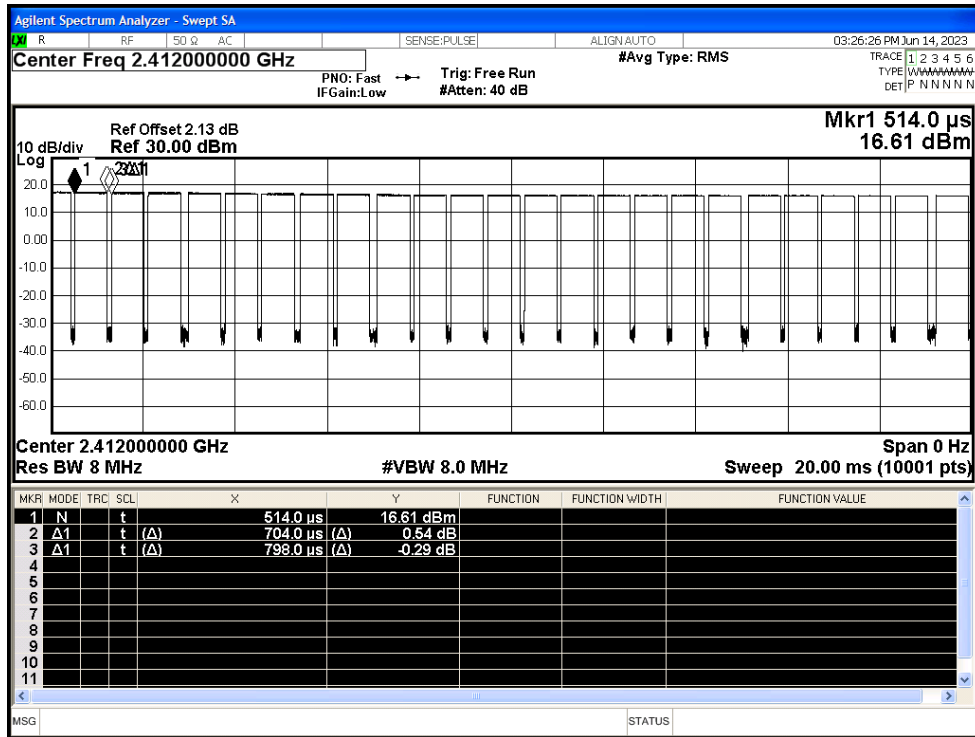 Agilent Spectrum Analyzer - Swept SA
LXI R RF 50 Ω AC SENSE:PULSE ALIGN AUTO 03:26:26 PM Jun 14, 2023
Center Freq 2.412000000 GHz #Avg Type: RMS TRACE 1 2 3 4 5 6
PNO: Fast Trig: Free Run TYPE
IFGain:Low #Atten: 40 dB DET P N N N N N
Mkr1 514.0 µs
16.61 dBm
Ref Offset 2.13 dB
10 dB/div Ref 30.00 dBm
Log
1
20.0
10.0
0.00
-10.0
-20.0
-30.0
-40.0
-50.0
-60.0
Center 2.412000000 GHz Span 0 Hz
Res BW 8 MHz #VBW 8.0 MHz Sweep 20.00 ms (10001 pts)
MKR MODE TRC SCL X Y FUNCTION FUNCTION WIDTH FUNCTION VALUE
1 N t 514.0 µs 16.61 dBm
2 Δ1 t (Δ) 704.0 µs (Δ) 0.54 dB
3 Δ1 t (Δ) 798.0 µs (Δ) -0.29 dB
4
5
6
7
8
9
10
11
MSG STATUS